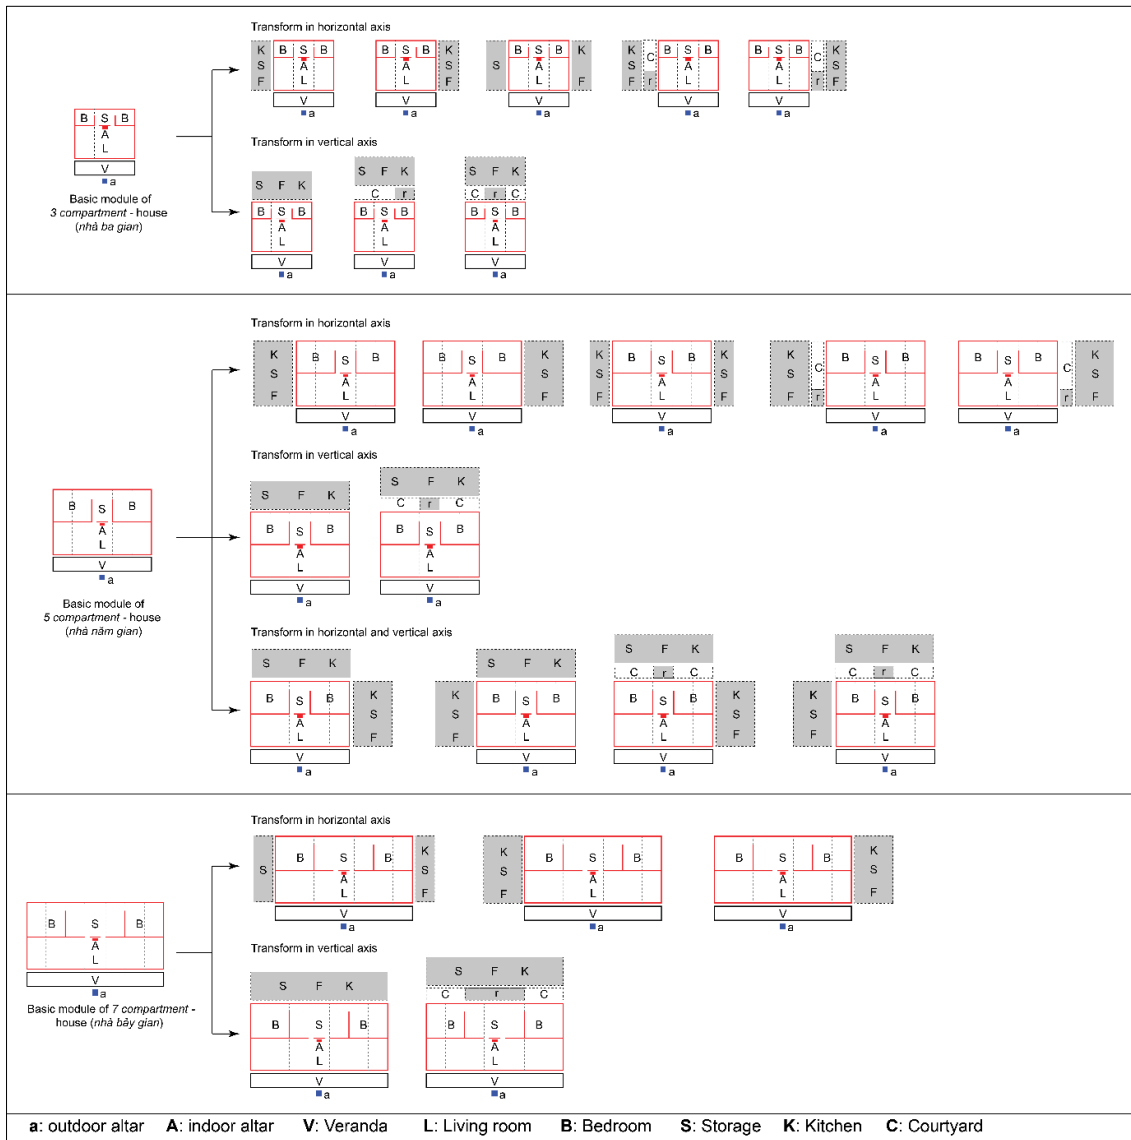 Transform in horizontal axis
K B S B B S B K B S B K K B S B B S B K
C C
S A A S S A S A A S
F L L F L F F r L L r F
V V V V V
a a a a a
B S B
A
L
V
a
Basic module of
3 compartment - house
(nhà ba gian)
Transform in vertical axis
S F K S F K S F K
C r C r C
B S B B S B B S B
A A A
L L L
V V V
a a a
Transform in horizontal axis
K B S B B S B K K B S B K K C B S B B S B C K
S A A S S A S S A A S
F L L F F L F F r L L r F
V V V V V
a a a a a
B S B
A
L
V
a
Basic module of
5 compartment - house
(nhà năm gian)
Transform in vertical axis
S F K S F K
C r C
B S B B S B
A A
L L
V V
a a
Transform in horizontal and vertical axis
S F K S F K S F K S F K
C r C C r C
B S B K K B S B B S B K K B S B
A S S A A S S A
L F F L L F F L
V V V V
a a a a
Transform in horizontal axis
S B S B K K B S B B S B K
A S S A A S
L F F L L F
V V V
a a a
B S B
A
L
V
a
Basic module of 7 compartment -
house (nhà bảy gian)
Transform in vertical axis
S F K S F K
C r C
B S B B S B
A A
L L
V V
a a
a: outdoor altar A: indoor altar V: Veranda L: Living room B: Bedroom S: Storage K: Kitchen C: Courtyard